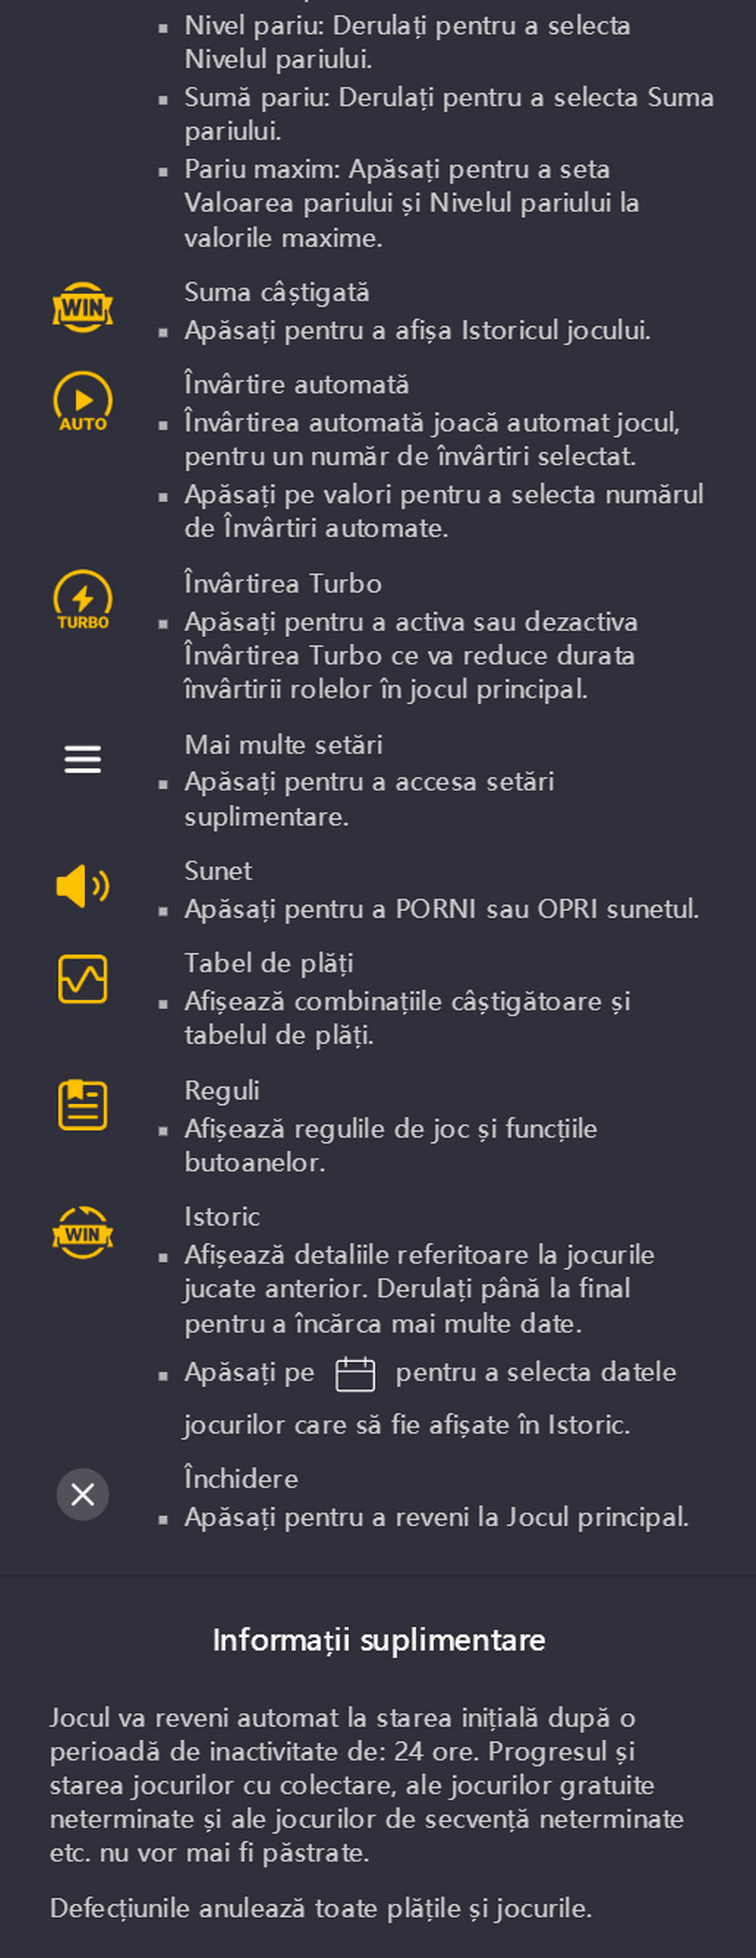 ▪ Nivel pariu: Derulați pentru a selecta
Nivelul pariului.
▪ Sumă pariu: Derulați pentru a selecta Suma
pariului.
▪ Pariu maxim: Apăsați pentru a seta
Valoarea pariului și Nivelul pariului la
valorile maxime.
WIN
Suma câștigată
▪ Apăsați pentru a afișa Istoricul jocului.
AUTO
Învârtire automată
▪ Învârtirea automată joacă automat jocul,
pentru un număr de învârtiri selectat.
▪ Apăsați pe valori pentru a selecta numărul
de Învârtiri automate.
TURBO
Învârtirea Turbo
▪ Apăsați pentru a activa sau dezactiva
Învârtirea Turbo ce va reduce durata
învârtirii rolelor în jocul principal.
Mai multe setări
▪ Apăsați pentru a accesa setări
suplimentare.
Sunet
▪ Apăsați pentru a PORNI sau OPRI sunetul.
Tabel de plăți
▪ Afișează combinațiile câștigătoare și
tabelul de plăți.
Reguli
▪ Afișează regulile de joc și funcțiile
butoanelor.
WIN
Istoric
▪ Afișează detaliile referitoare la jocurile
jucate anterior. Derulați până la final
pentru a încărca mai multe date.
▪ Apăsați pe pentru a selecta datele
jocurilor care să fie afișate în Istoric.
Închidere
▪ Apăsați pentru a reveni la Jocul principal.
Informații suplimentare
Jocul va reveni automat la starea inițială după o
perioadă de inactivitate de: 24 ore. Progresul și
starea jocurilor cu colectare, ale jocurilor gratuite
neterminate și ale jocurilor de secvență neterminate
etc. nu vor mai fi păstrate.
Defecțiunile anulează toate plățile și jocurile.